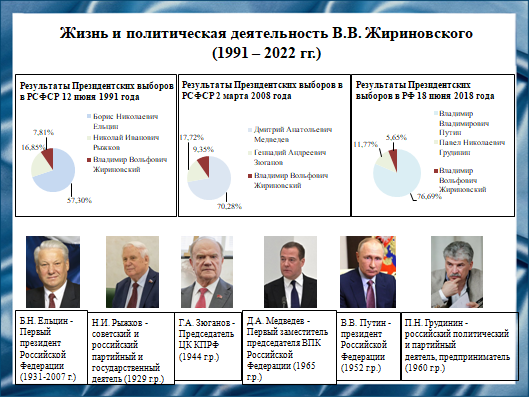 Жизнь и политическая деятельность В.В. Жириновского
(1991 – 2022 гг.)
Результаты Президентских выборов
в РСФСР 12 июня 1991 года
7,81%
16,85%
57,30%
Борис Николаевич
Ельцин
Николай Иванович
Рыжков
Владимир Вольфович
Жириновский
Результаты Президентских выборов в
РСФСР 2 марта 2008 года
17,72%
9,35%
70,28%
Дмитрий Анатольевич
Медведев
Геннадий Андреевич
Зюганов
Владимир Вольфович
Жириновский
Результаты Президентских
выборов в РФ 18 июня 2018 года
5,65%
11,77%
76,69%
Владимир
Владимирович
Путин
Павел Николаевич
Грудинин
Владимир
Вольфович
Жириновский
Б.Н. Ельцин -
Первый
президент
Российской
Федерации
(1931-2007 г.)
Н.И. Рыжков -
советский и
российский
партийный и
государственный
деятель (1929 г.)
Г.А. Зюганов -
Председатель
ЦК КПРФ
(1944 г.р.)
Д.А. Медведев -
Первый заместитель
председателя ВПК
Российской
Федерации (1965
г.р.)
В.В. Путин -
президент
Российской
Федерации
(1952 г.р.)
П.Н. Грудинин -
российский политический
и партийный
деятель, предприниматель
(1960 г.р.)